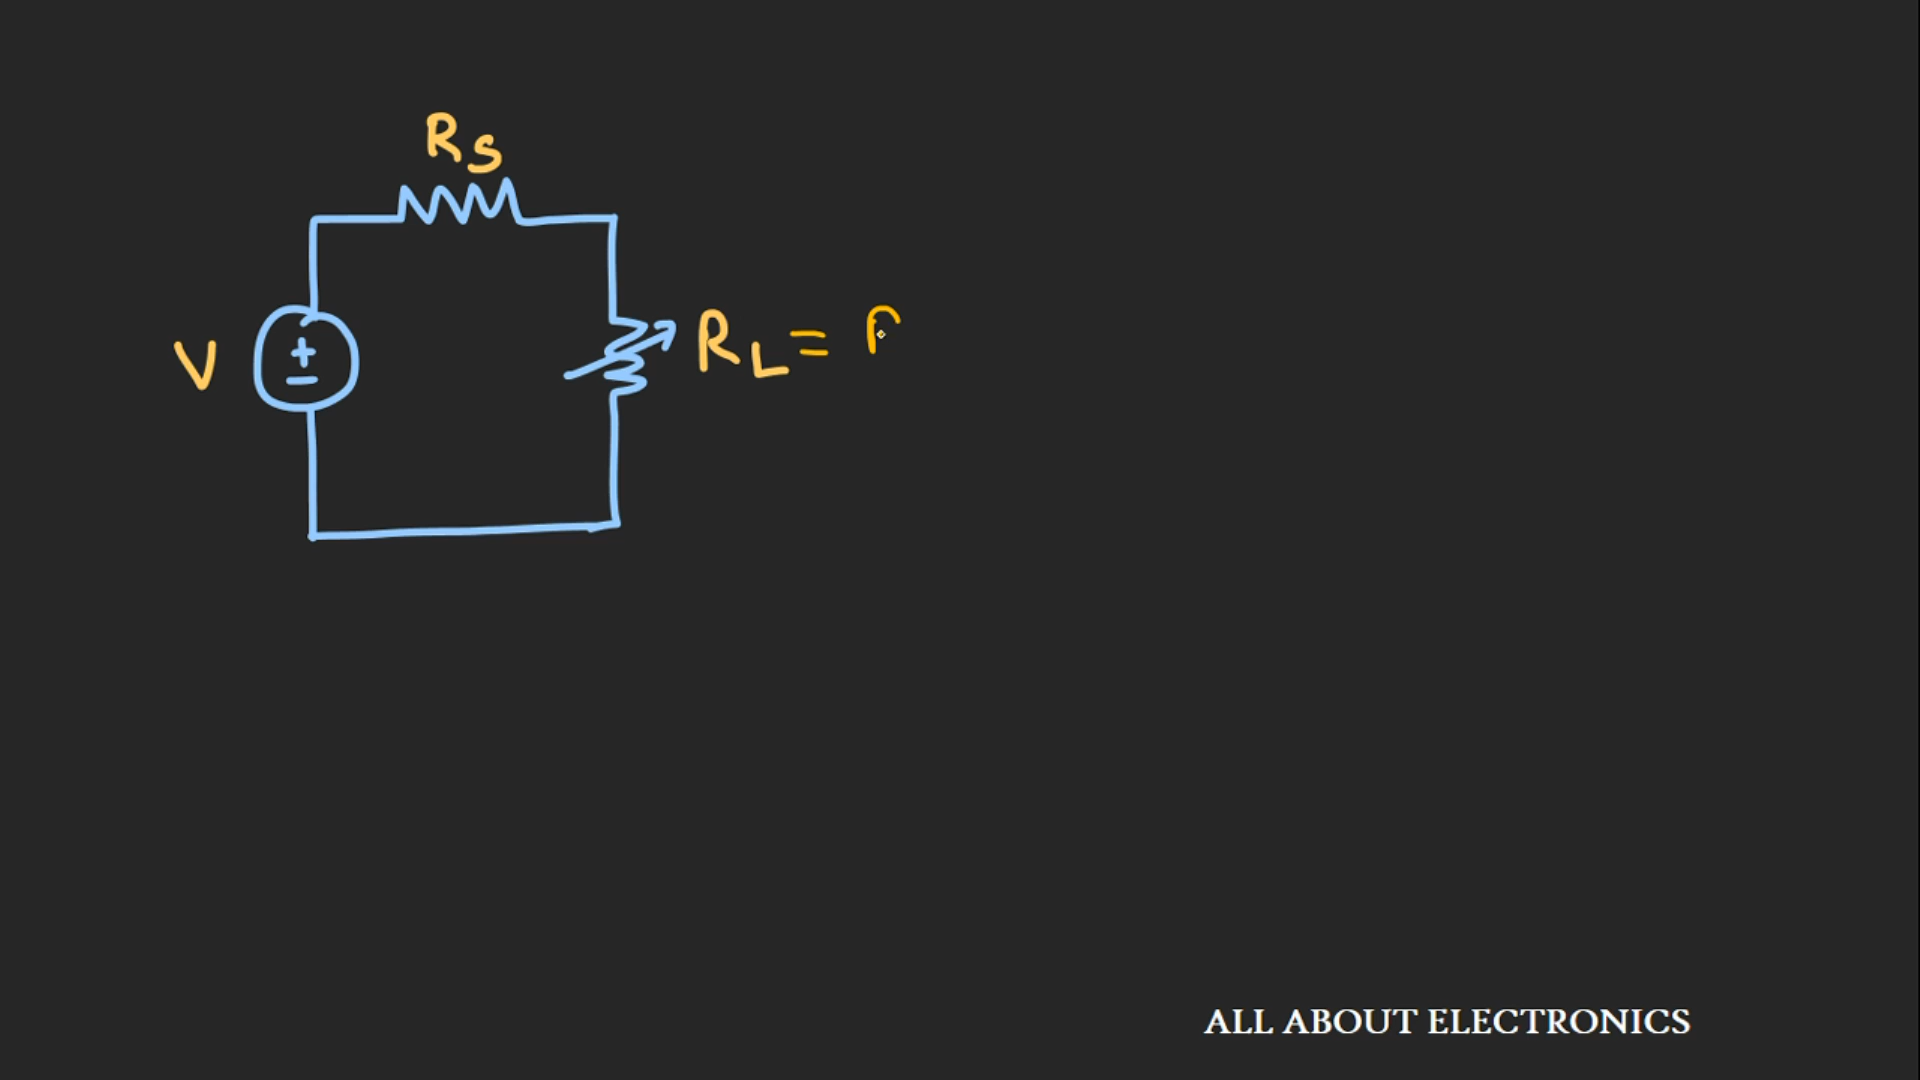 Rs
V
+
−
RL =
ALL ABOUT ELECTRONICS